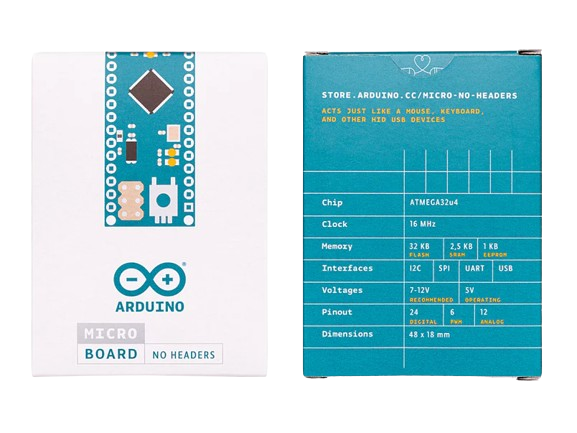 ARDUINO
MICRO
BOARD NO HEADERS
STORE.ARDUINO.CC/MICRO-NO-HEADERS
ACTS JUST LIKE A MOUSE, KEYBOARD,
AND OTHER HID USB DEVICES
Chip ATMEGA32u4
Clock 16 MHz
Memory 32 KB 2,5 KB 1 KB
FLASH SRAM EEPROM
Interfaces I2C SPI UART USB
Voltages 7-12V 5V
RECOMMENDED OPERATING
Pinout 24 6 12
DIGITAL PWM ANALOG
Dimensions 48 x 18 mm